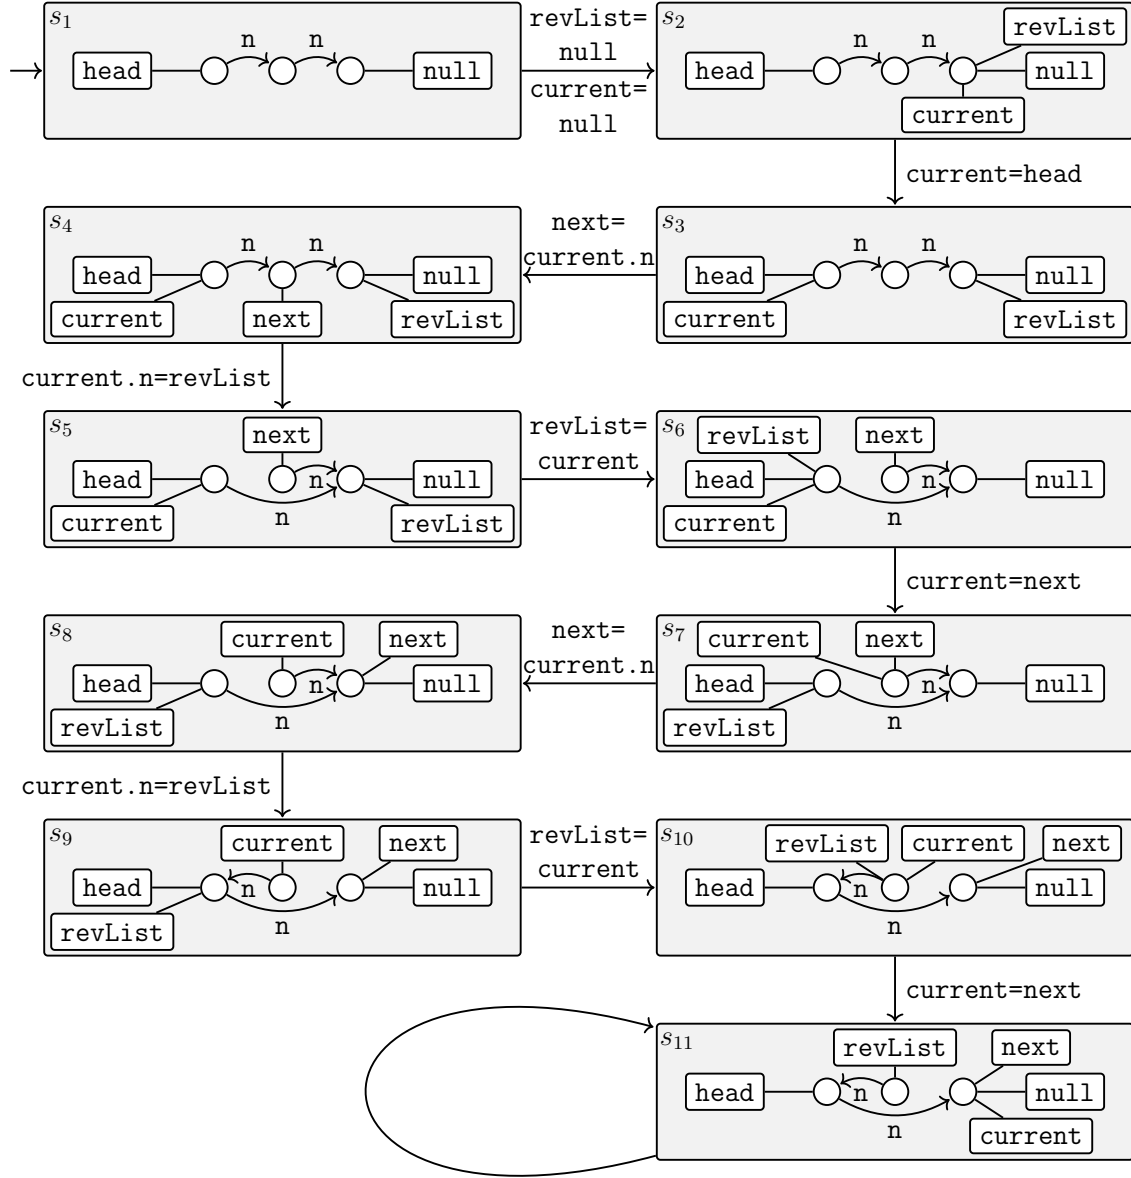 s1
n n
head null
revList=
null
current=
null
s2
revList
n n
head null
current
current=head
s4
n n
head null
current next revList
next=
current.n
s3
n n
head null
current revList
current.n=revList
s5
next
head n null
current n revList
revList=
current
s6
revList next
head n null
current n
current=next
s8
current next
head n null
revList n
next=
current.n
s7
current next
head n null
revList n
current.n=revList
s9
current next
head n null
revList n
revList=
current
s10
revList current next
head n null
n
current=next
s11
revList next
head n null
n current